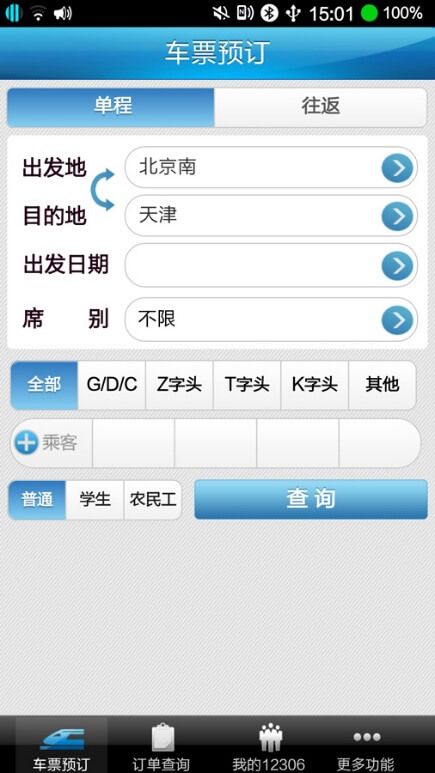 15:01 100%
车票预订
单程 往返
出发地 北京南
目的地 天津
出发日期
席别 不限
全部 G/D/C Z字头 T字头 K字头 其他
乘客
普通 学生 农民工 查询
车票预订 订单查询 我的12306 更多功能